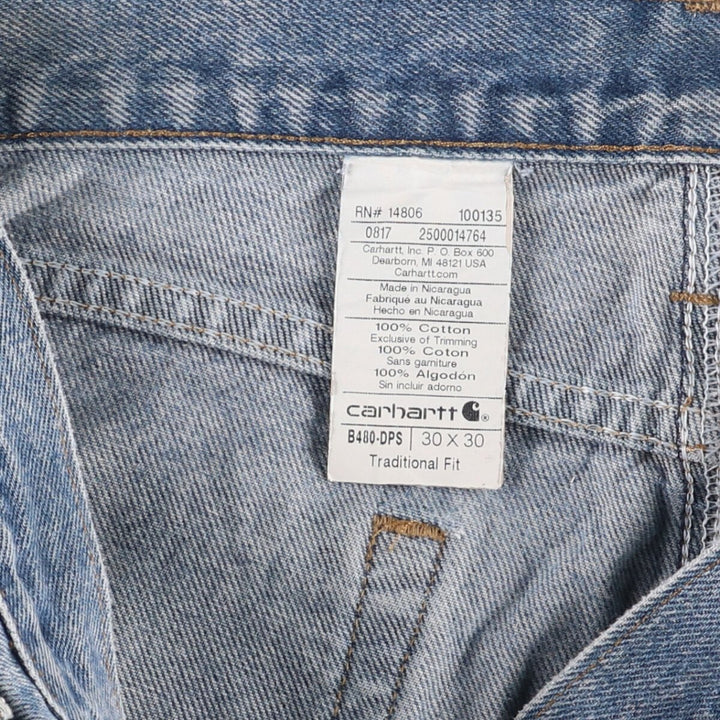 RN# 14806 100135
0817 2500014764
Carhartt, Inc. P. O. Box 600
Dearborn, MI 48121 USA
Carhartt.com
Made in Nicaragua
Fabriqué au Nicaragua
Hecho en Nicaragua
100% Cotton
Exclusive of Trimming
100% Coton
Sans garniture
100% Algodón
Sin incluir adorno
carhartt ®
B480-DPS 30 X 30
Traditional Fit